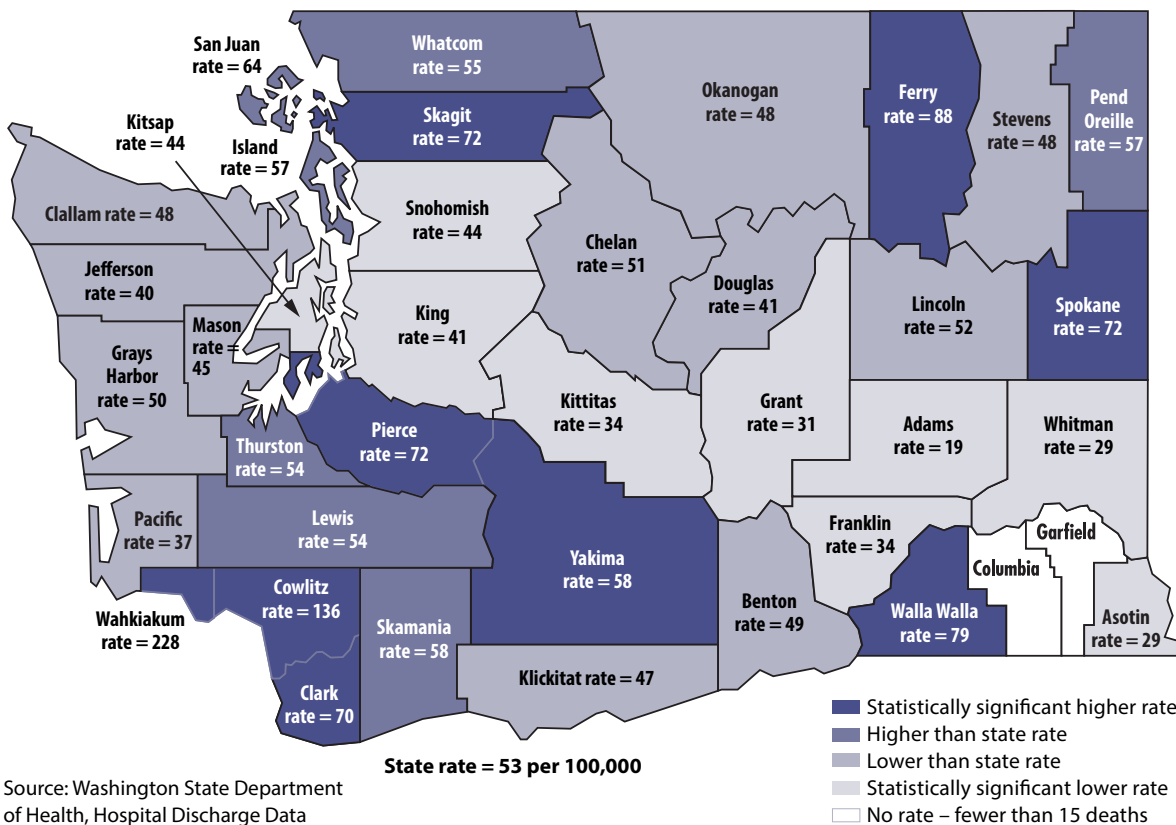 San Juan
rate = 64
Whatcom
rate = 55
Okanogan
rate = 48
Ferry
rate = 88
Stevens
rate = 48
Pend
Oreille
rate = 57
Kitsap
rate = 44
Skagit
rate = 72
Island
rate = 57
Clallam rate = 48
Snohomish
rate = 44
Chelan
rate = 51
Jefferson
rate = 40
Douglas
rate = 41
Lincoln
rate = 52
Spokane
rate = 72
Mason
rate =
45
King
rate = 41
Grays
Harbor
rate = 50
Kittitas
rate = 34
Grant
rate = 31
Adams
rate = 19
Whitman
rate = 29
Thurston
rate = 54
Pierce
rate = 72
Pacific
rate = 37
Lewis
rate = 54
Yakima
rate = 58
Franklin
rate = 34
Columbia
Garfield
Wahkiakum
rate = 228
Cowlitz
rate = 136
Skamania
rate = 58
Benton
rate = 49
Walla Walla
rate = 79
Asotin
rate = 29
Clark
rate = 70
Klickitat rate = 47
State rate = 53 per 100,000
Statistically significant higher rate
Higher than state rate
Lower than state rate
Statistically significant lower rate
No rate – fewer than 15 deaths
Source: Washington State Department
of Health, Hospital Discharge Data